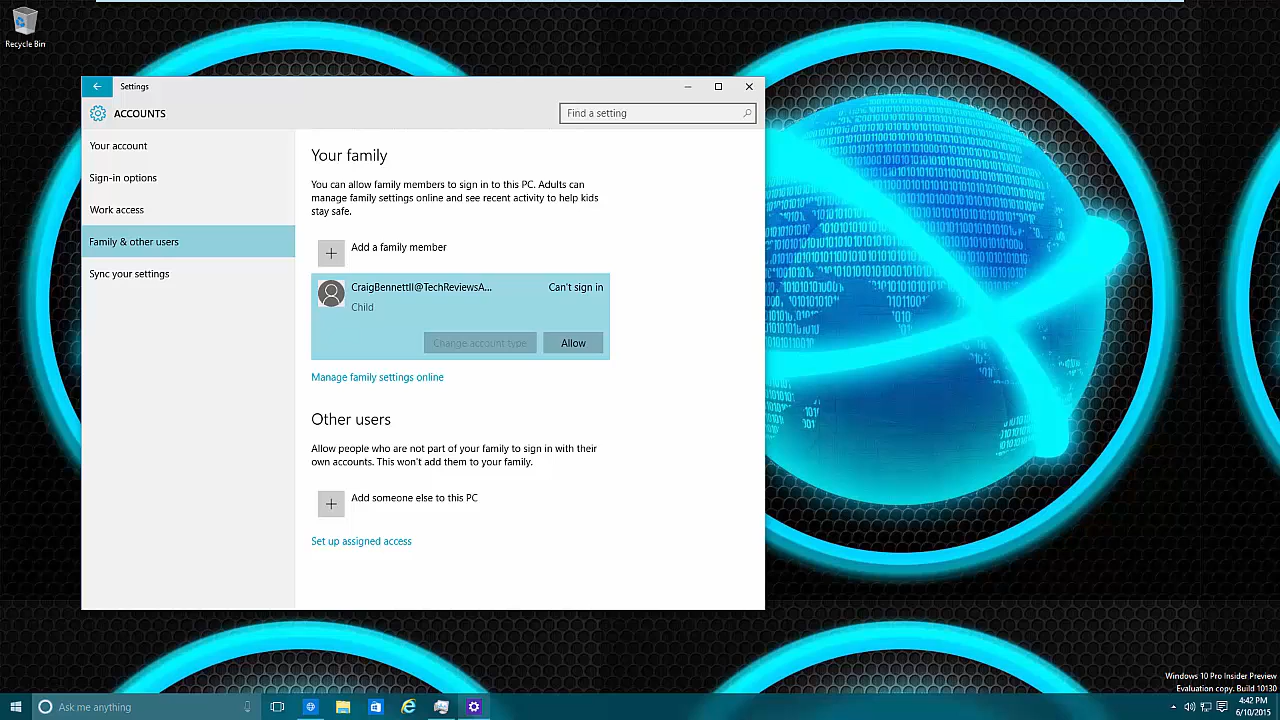 Recycle Bin
Settings
ACCOUNTS
Find a setting
Your account
Sign-in options
Work access
Family & other users
Sync your settings
Your family
You can allow family members to sign in to this PC. Adults can
manage family settings online and see recent activity to help kids
stay safe.
Add a family member
CraigBennettII@TechReviewsA...
Can't sign in
Child
Change account type
Allow
Manage family settings online
Other users
Allow people who are not part of your family to sign in with their
own accounts. This won't add them to your family.
Add someone else to this PC
Set up assigned access
Windows 10 Pro Insider Preview
Evaluation copy. Build 10130
Ask me anything
4:42 PM
6/10/2015